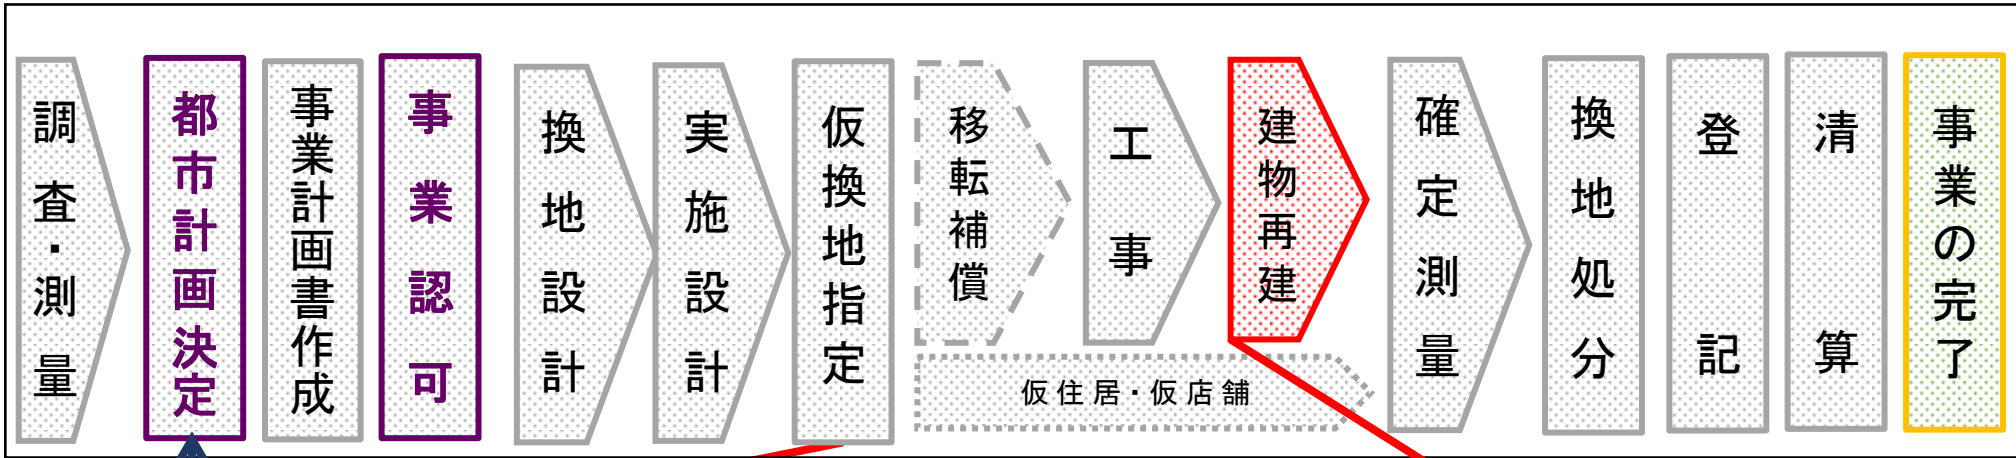 調査・測量
都市計画決定
事業計画書作成
事業認可
換地設計
実施設計
仮換地指定
移転補償
工事
建物再建
仮住居・仮店舗
確定測量
換地処分
登記
清算
事業の完了